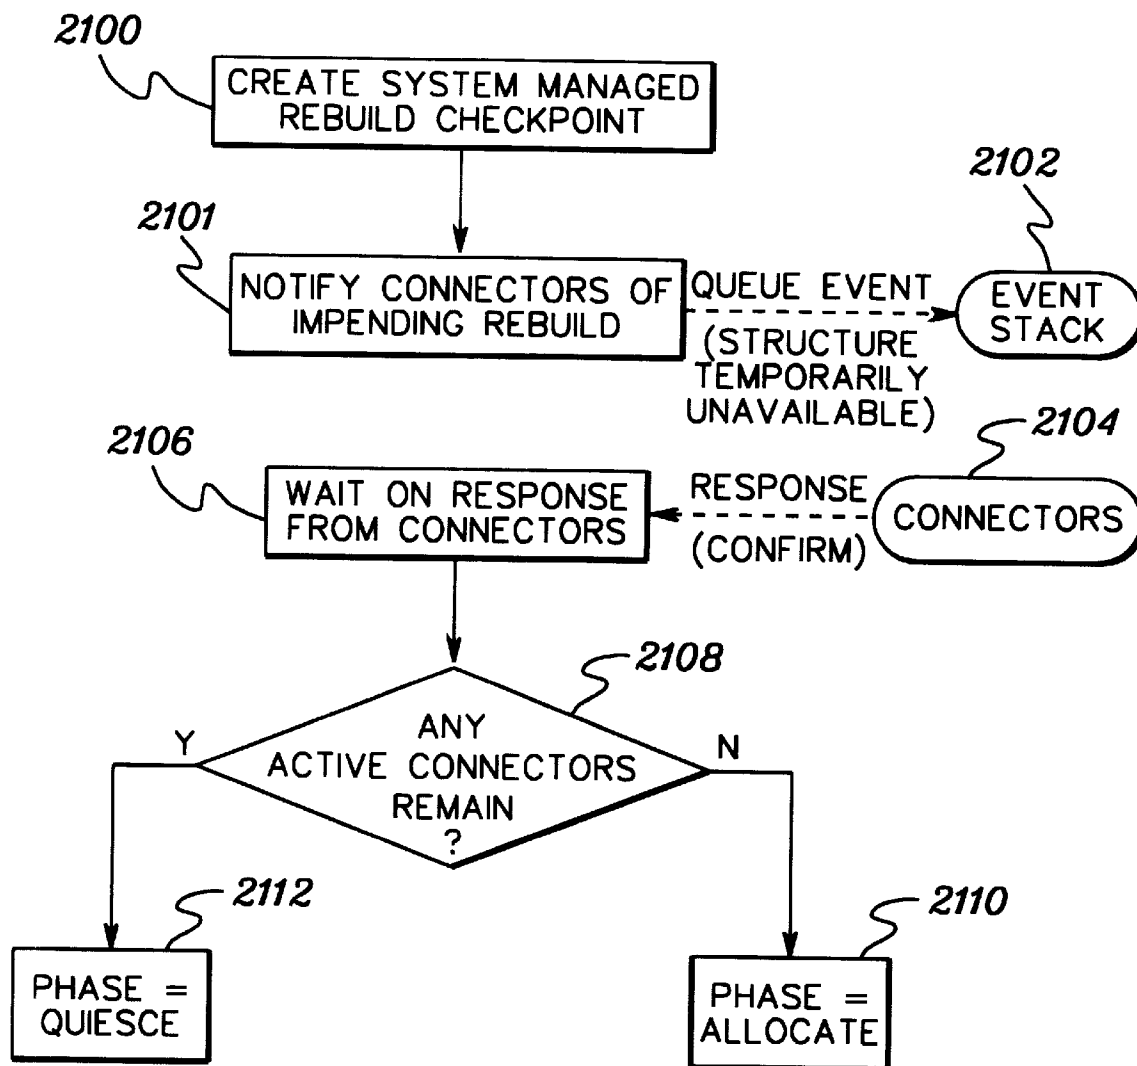 2100
CREATE SYSTEM MANAGED
REBUILD CHECKPOINT
2102
2101
NOTIFY CONNECTORS OF
IMPENDING REBUILD
QUEUE EVENT
(STRUCTURE
TEMPORARILY
UNAVAILABLE)
EVENT
STACK
2106
2104
WAIT ON RESPONSE
FROM CONNECTORS
RESPONSE
(CONFIRM)
CONNECTORS
2108
Y
ANY
ACTIVE CONNECTORS
REMAIN
?
N
2112
2110
PHASE =
QUIESCE
PHASE =
ALLOCATE